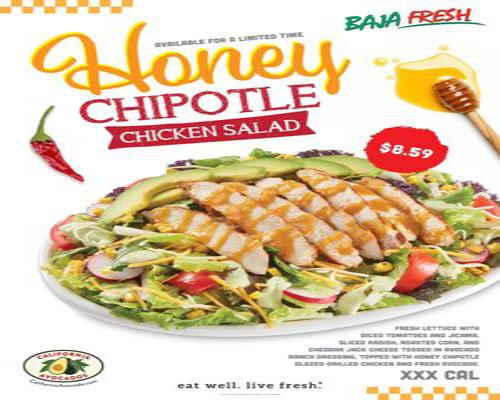 BAJA FRESH
AVAILABLE FOR A LIMITED TIME
Honey
CHIPOTLE
CHICKEN SALAD
$8.59
FRESH LETTUCE WITH
DICED TOMATOES AND JICAMA,
SLICED RADISH, ROASTED CORN, AND
CHEDDAR JACK CHEESE TOSSED IN AVOCADO
RANCH DRESSING, TOPPED WITH HONEY CHIPOTLE
GLAZED GRILLED CHICKEN AND FRESH AVOCADO.
XXX CAL
CALIFORNIA
AVOCADOS
CaliforniaAvocado.com
eat well. live fresh.